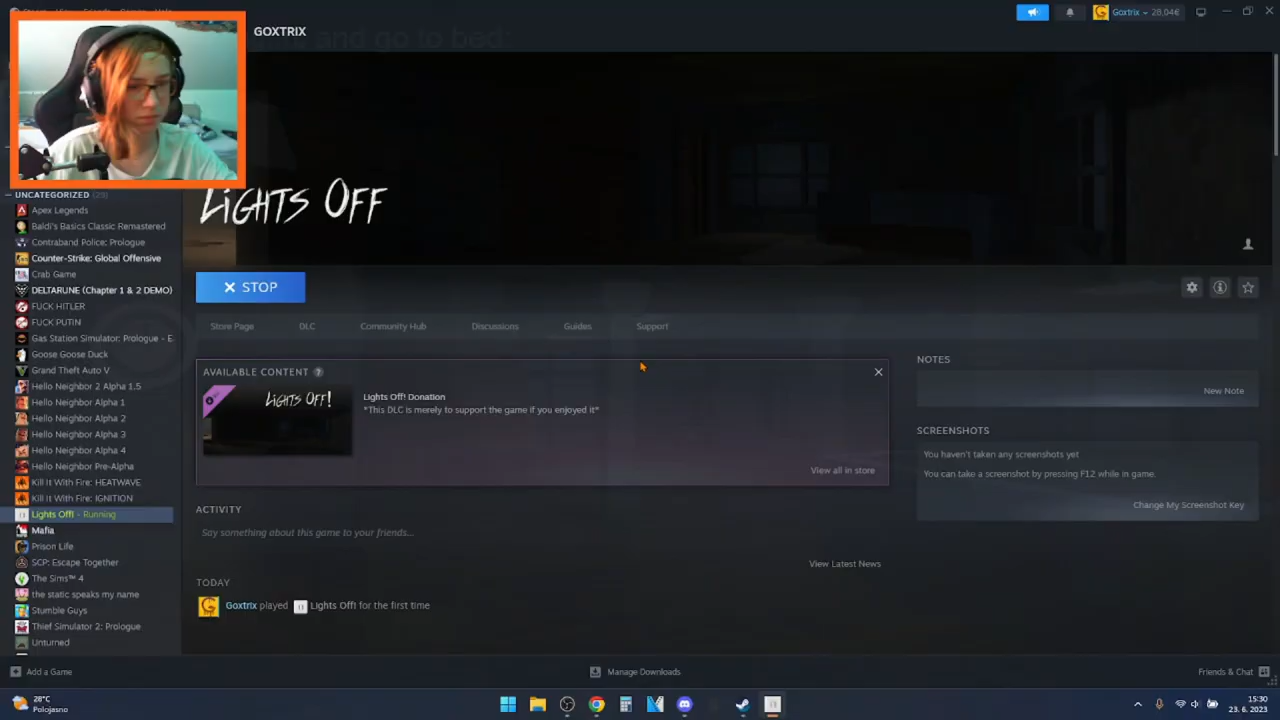 and go to bed:
Goxtrix
28,04€
GOXTRIX
LiGHTS OFF
UNCATEGORIZED (29)
Apex Legends
Baldi's Basics Classic Remastered
Contraband Police: Prologue
Counter-Strike: Global Offensive
Crab Game
DELTARUNE (Chapter 1 & 2 DEMO)
FUCK HITLER
FUCK PUTIN
Gas Station Simulator: Prologue - E
Goose Goose Duck
Grand Theft Auto V
Hello Neighbor 2 Alpha 1.5
Hello Neighbor Alpha 1
Hello Neighbor Alpha 2
Hello Neighbor Alpha 3
Hello Neighbor Alpha 4
Hello Neighbor Pre-Alpha
Kill It With Fire: HEATWAVE
Kill It With Fire: IGNITION
Lights Off! - Running
Mafia
Prison Life
SCP: Escape Together
The Sims™ 4
the static speaks my name
Stumble Guys
Thief Simulator 2: Prologue
Unturned
STOP
Store Page
DLC
Community Hub
Discussions
Guides
Support
AVAILABLE CONTENT ?
LiGHTS OFF!
Lights Off! Donation
*This DLC is merely to support the game if you enjoyed it*
View all in store
ACTIVITY
Say something about this game to your friends...
View Latest News
TODAY
Goxtrix played Lights Off! for the first time
NOTES
New Note
SCREENSHOTS
You haven't taken any screenshots yet
You can take a screenshot by pressing F12 while in game.
Change My Screenshot Key
Add a Game
Manage Downloads
Friends & Chat
28°C
Polojasno
15:30
23. 6. 2023